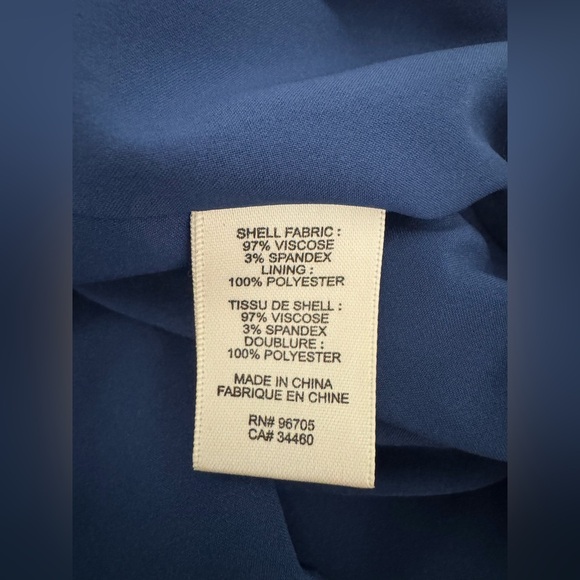 SHELL FABRIC :
97% VISCOSE
3% SPANDEX
LINING :
100% POLYESTER
TISSU DE SHELL :
97% VISCOSE
3% SPANDEX
DOUBLURE :
100% POLYESTER
MADE IN CHINA
FABRIQUE EN CHINE
RN# 96705
CA# 34460